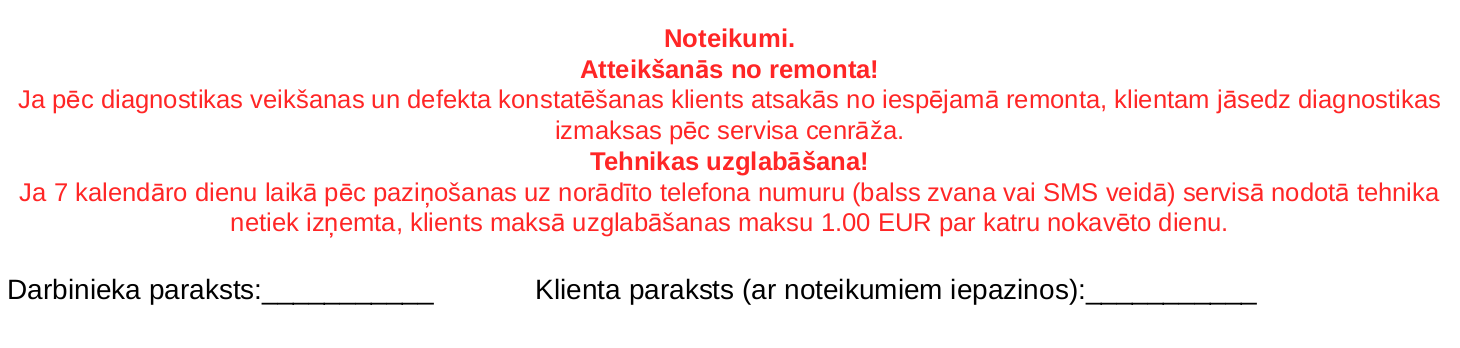 Noteikumi.
Atteikšanās no remonta!
Ja pēc diagnostikas veikšanas un defekta konstatēšanas klients atsakās no iespējamā remonta, klientam jāsedz diagnostikas
izmaksas pēc servisa cenrāža.
Tehnikas uzglabāšana!
Ja 7 kalendāro dienu laikā pēc paziņošanas uz norādīto telefona numuru (balss zvana vai SMS veidā) servisā nodotā tehnika
netiek izņemta, klients maksā uzglabāšanas maksu 1.00 EUR par katru nokavēto dienu.
Darbinieka paraksts:___________ Klienta paraksts (ar noteikumiem iepazinos):___________